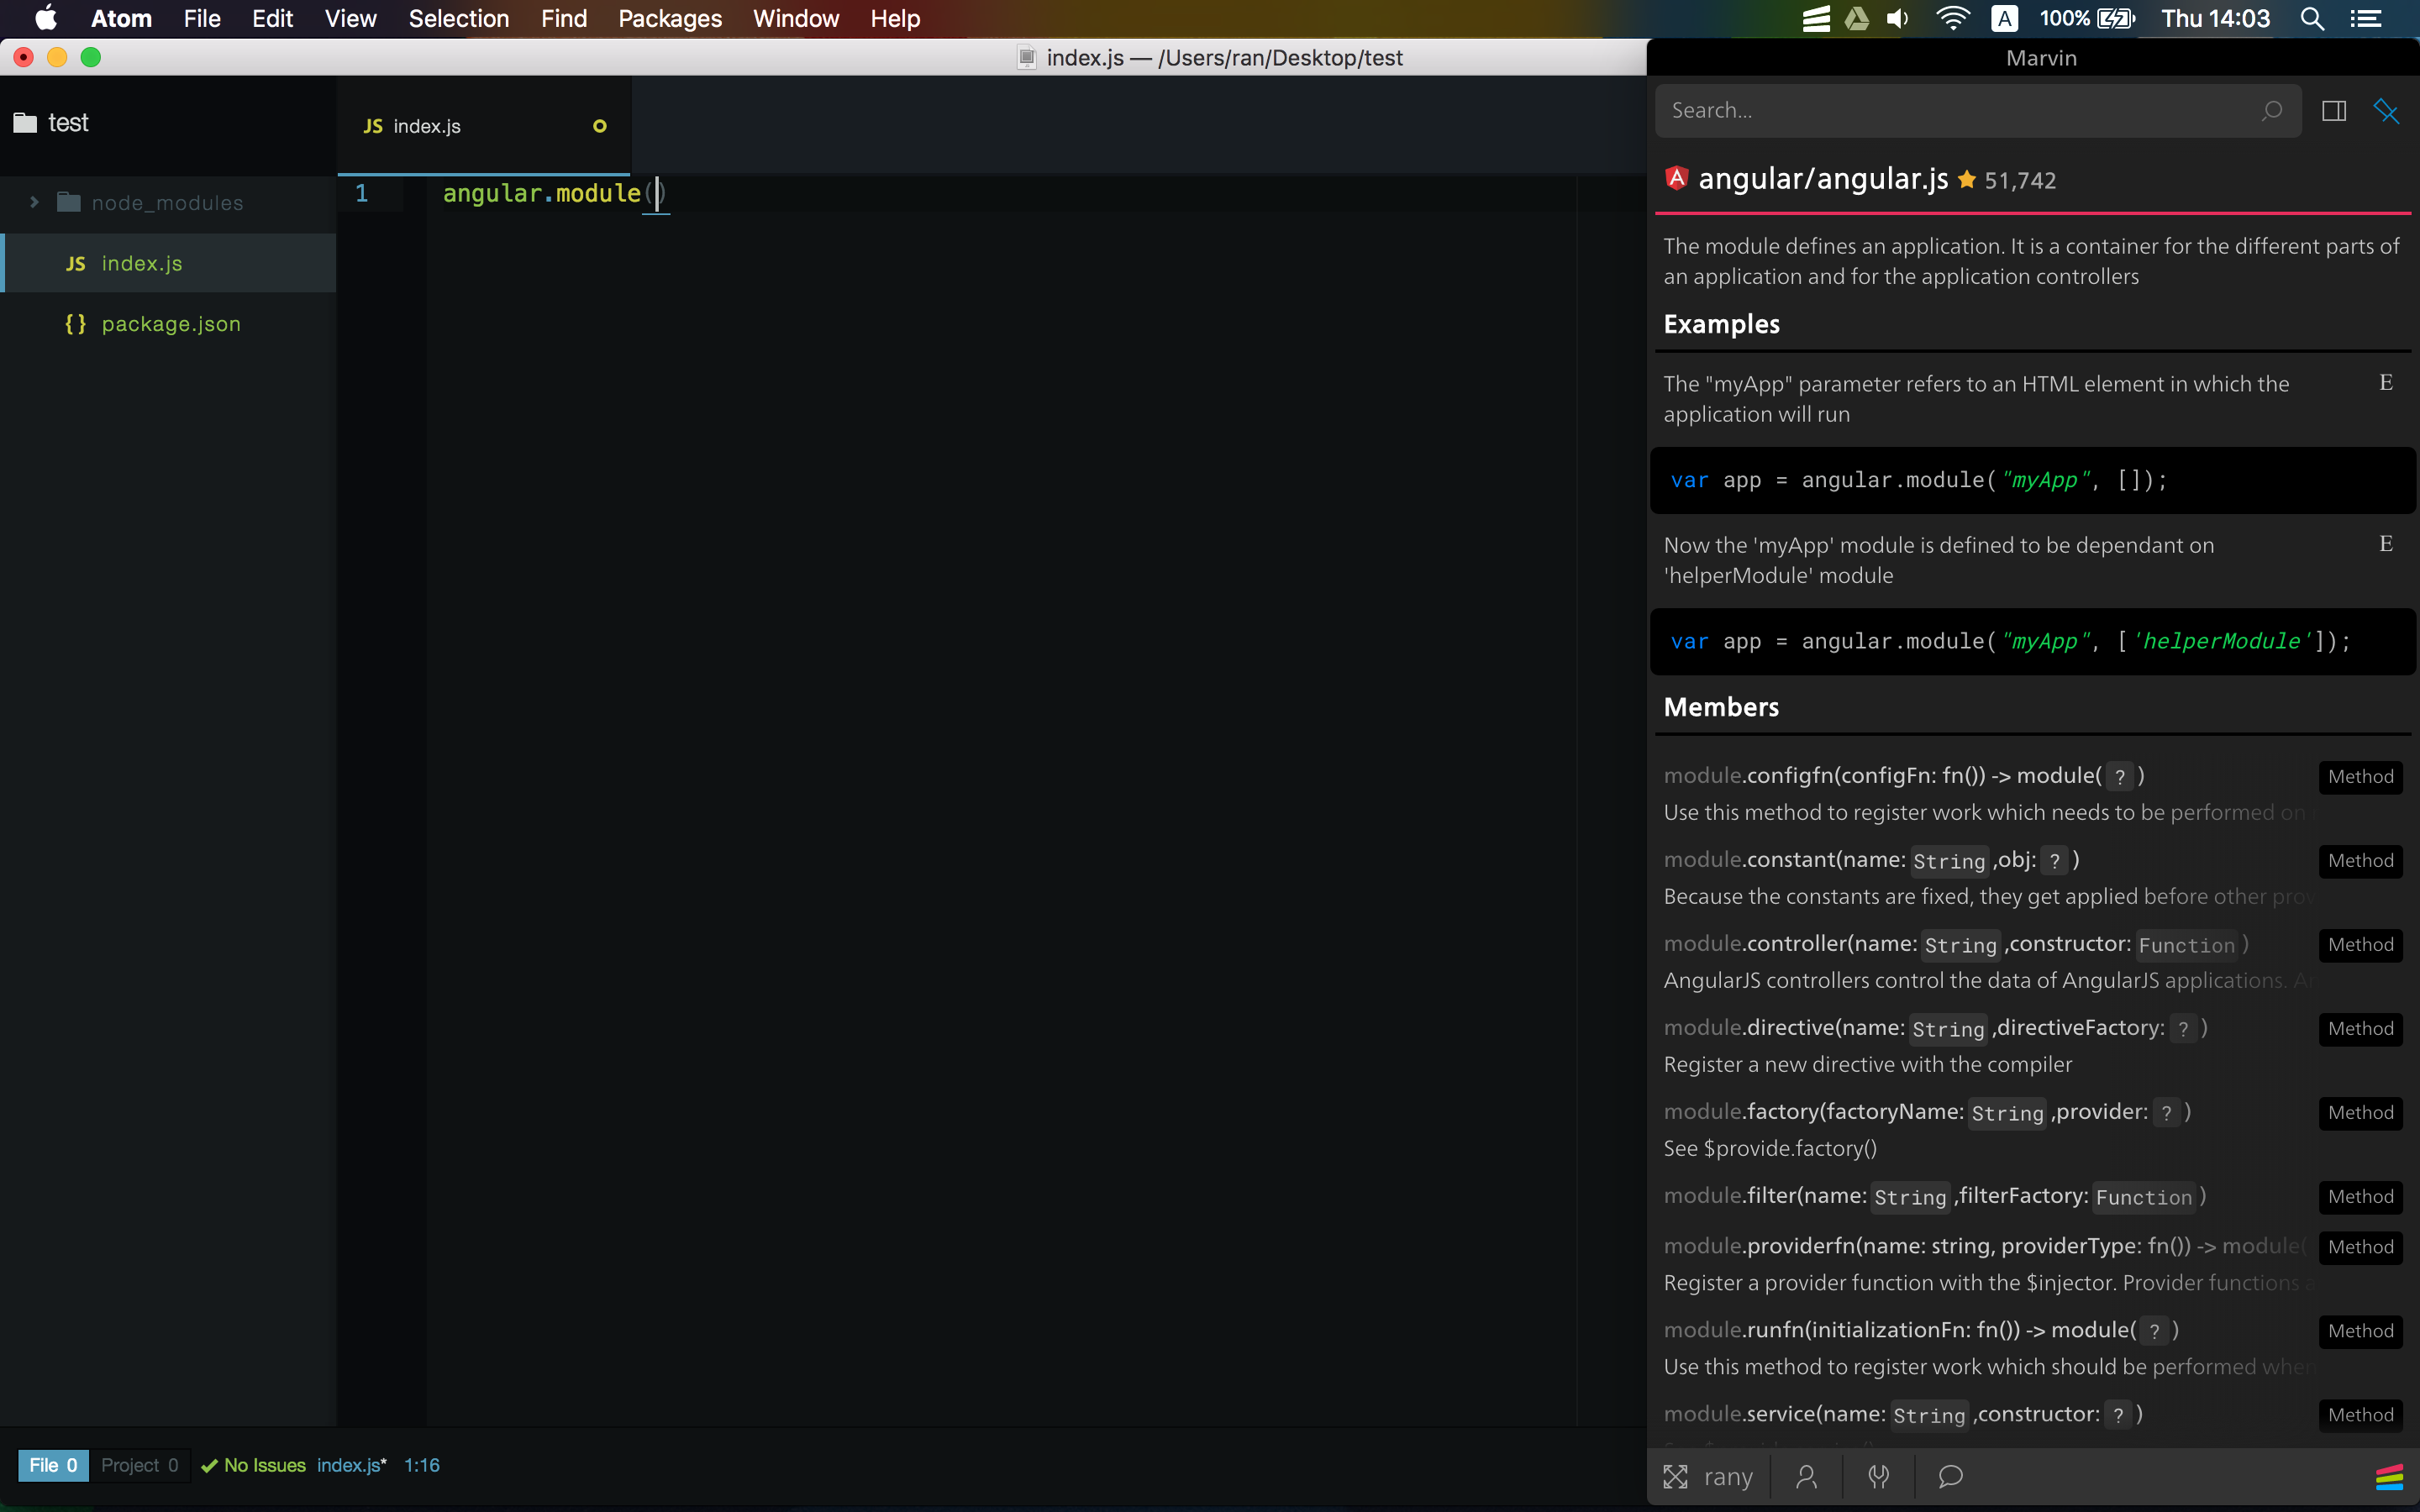 Atom File Edit View Selection Find Packages Window Help A 100% Thu 14:03
index.js — /Users/ran/Desktop/test
test
JS index.js
node_modules
JS index.js
{} package.json
1 angular.module()
File 0 Project 0 No Issues index.js* 1:16
Marvin
Search...
angular/angular.js 51,742
The module defines an application. It is a container for the different parts of
an application and for the application controllers
Examples
The "myApp" parameter refers to an HTML element in which the E
application will run
var app = angular.module("myApp", []);
Now the 'myApp' module is defined to be dependant on E
'helperModule' module
var app = angular.module("myApp", ['helperModule']);
Members
module.configfn(configFn: fn()) -> module( ? ) Method
Use this method to register work which needs to be performed on
module.constant(name: String ,obj: ? ) Method
Because the constants are fixed, they get applied before other prov
module.controller(name: String ,constructor: Function ) Method
AngularJS controllers control the data of AngularJS applications. A
module.directive(name: String ,directiveFactory: ? ) Method
Register a new directive with the compiler
module.factory(factoryName: String ,provider: ? ) Method
See $provide.factory()
module.filter(name: String ,filterFactory: Function ) Method
module.providerfn(name: string, providerType: fn()) -> module( Method
Register a provider function with the $injector. Provider functions a
module.runfn(initializationFn: fn()) -> module( ? ) Method
Use this method to register work which should be performed when
module.service(name: String ,constructor: ? ) Method
rany